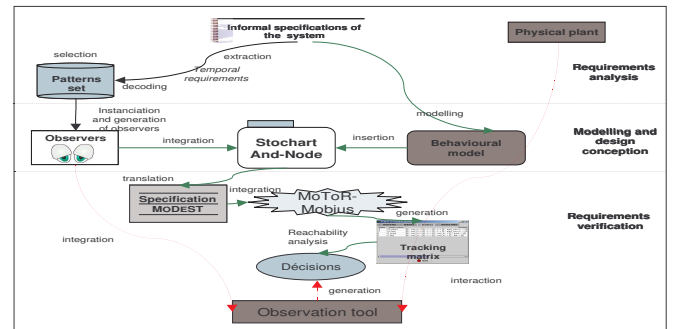 Informal specifications of
the system
Physical plant
selection
extraction
Temporal
requirements
Patterns
set
decoding
Requirements
analysis
Instanciation
and generation
of observers
modelling
Observers
integration
Stochart
And-Node
insertion
Behavioural
model
Modelling and
design
conception
translation
integration
Specification
MoDEST
MoToR-
Mobius
generation
Requirements
verification
Reachability
analysis
Tracking
matrix
integration
Décisions
interaction
generation
Observation tool